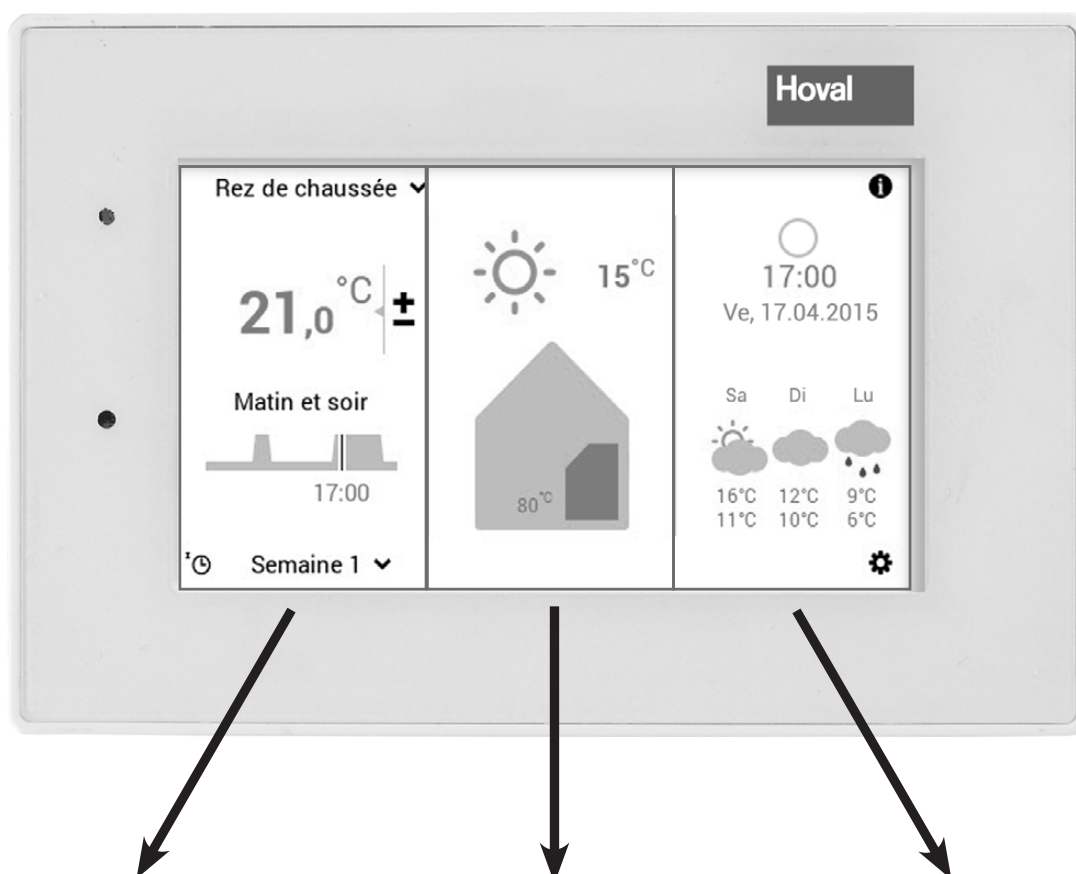 Hoval
Rez de chaussée
21,0 °C
±
Matin et soir
17:00
Semaine 1
15°C
80°C
i
17:00
Ve, 17.04.2015
Sa Di Lu
16°C 12°C 9°C
11°C 10°C 6°C